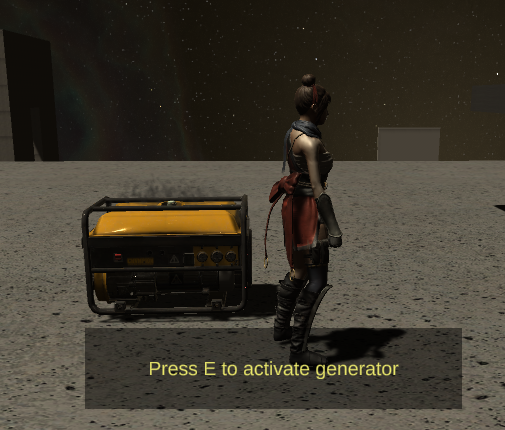 Press E to activate generator